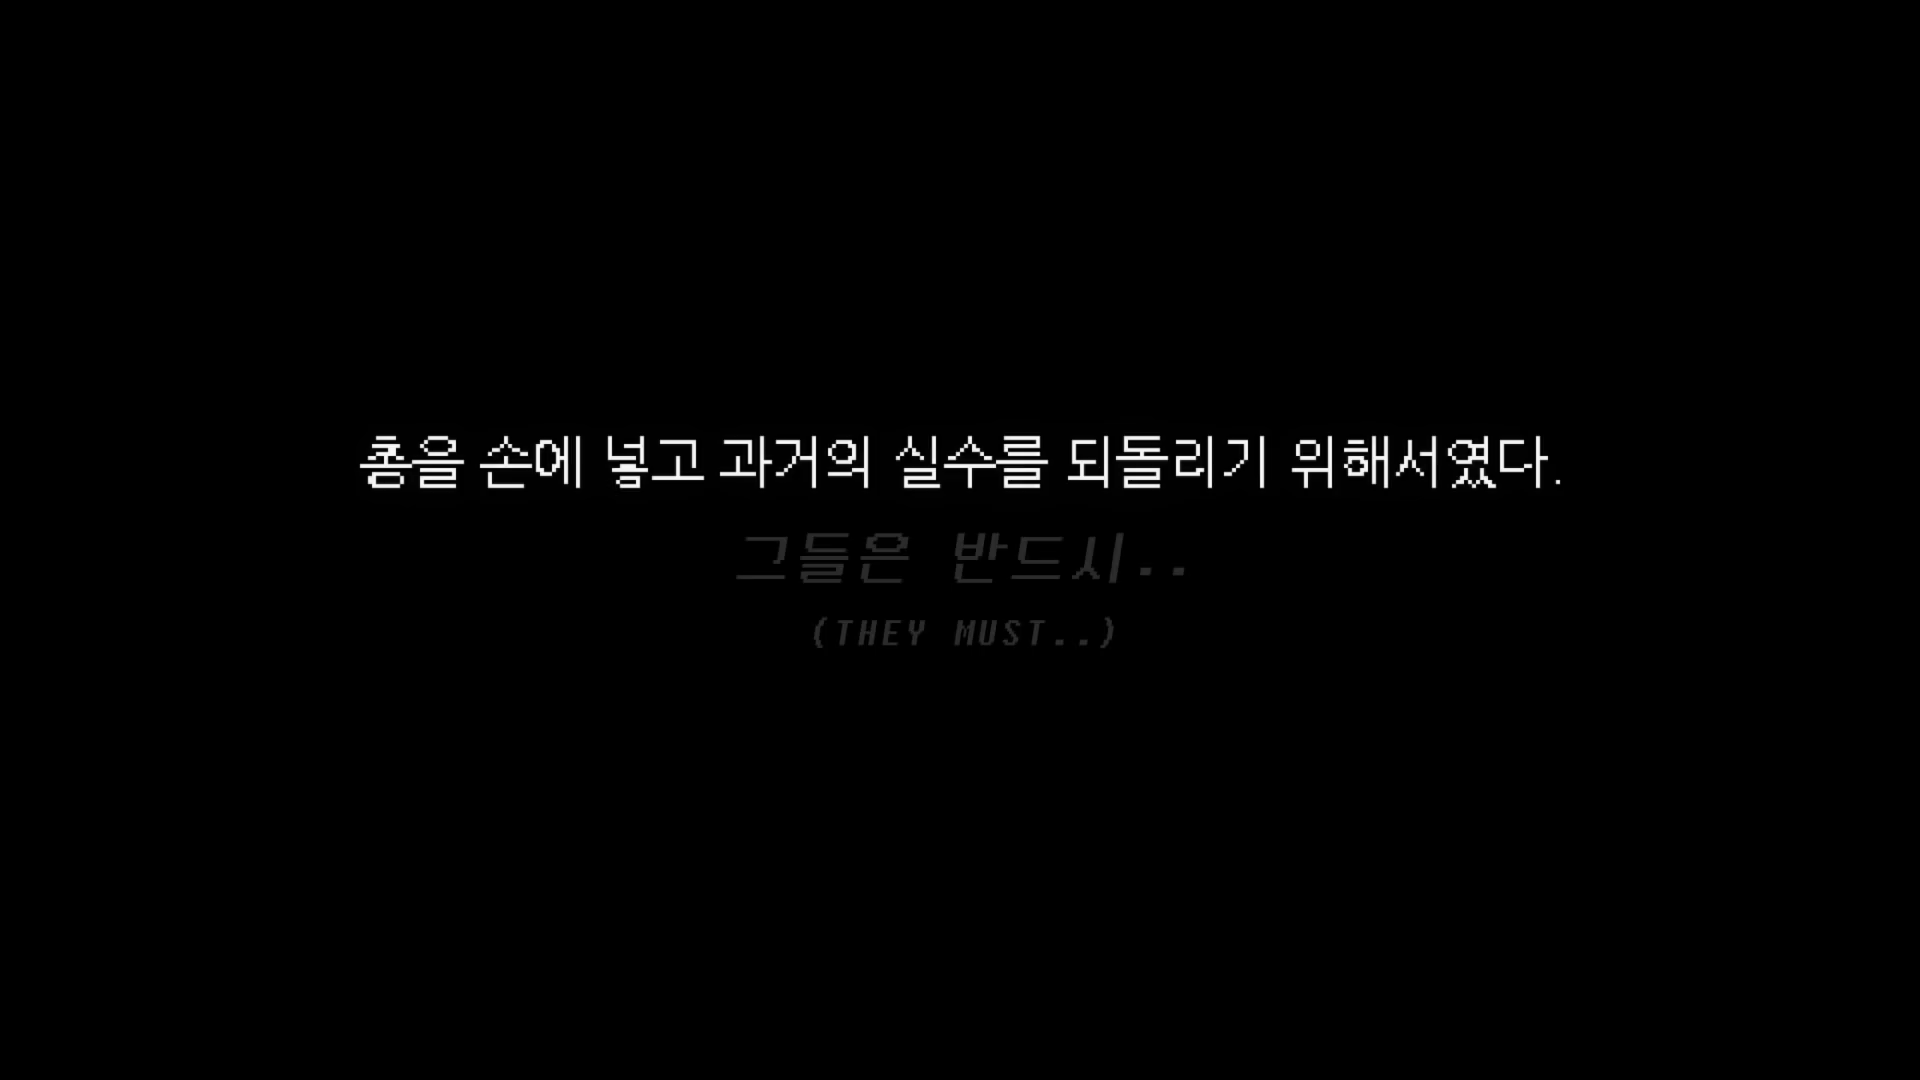 총을 손에 넣고 과거의 실수를 되돌리기 위해서였다.
그들은 반드시..
(THEY MUST..)